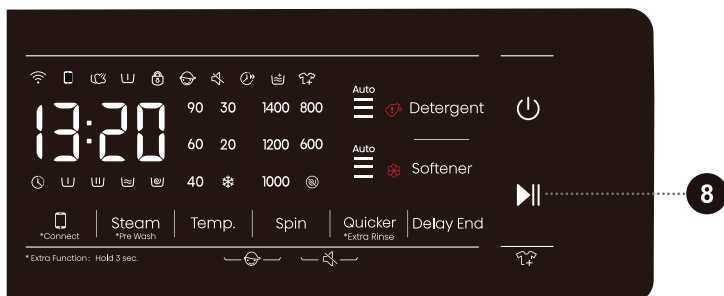 Auto
Detergent
13:20
90 30 1400 800
60 20 1200 600
Auto
Softener
40 1000
8
*Connect
Steam
*Pre Wash
Temp.
Spin
Quicker
*Extra Rinse
Delay End
* Extra Function: Hold 3 sec.